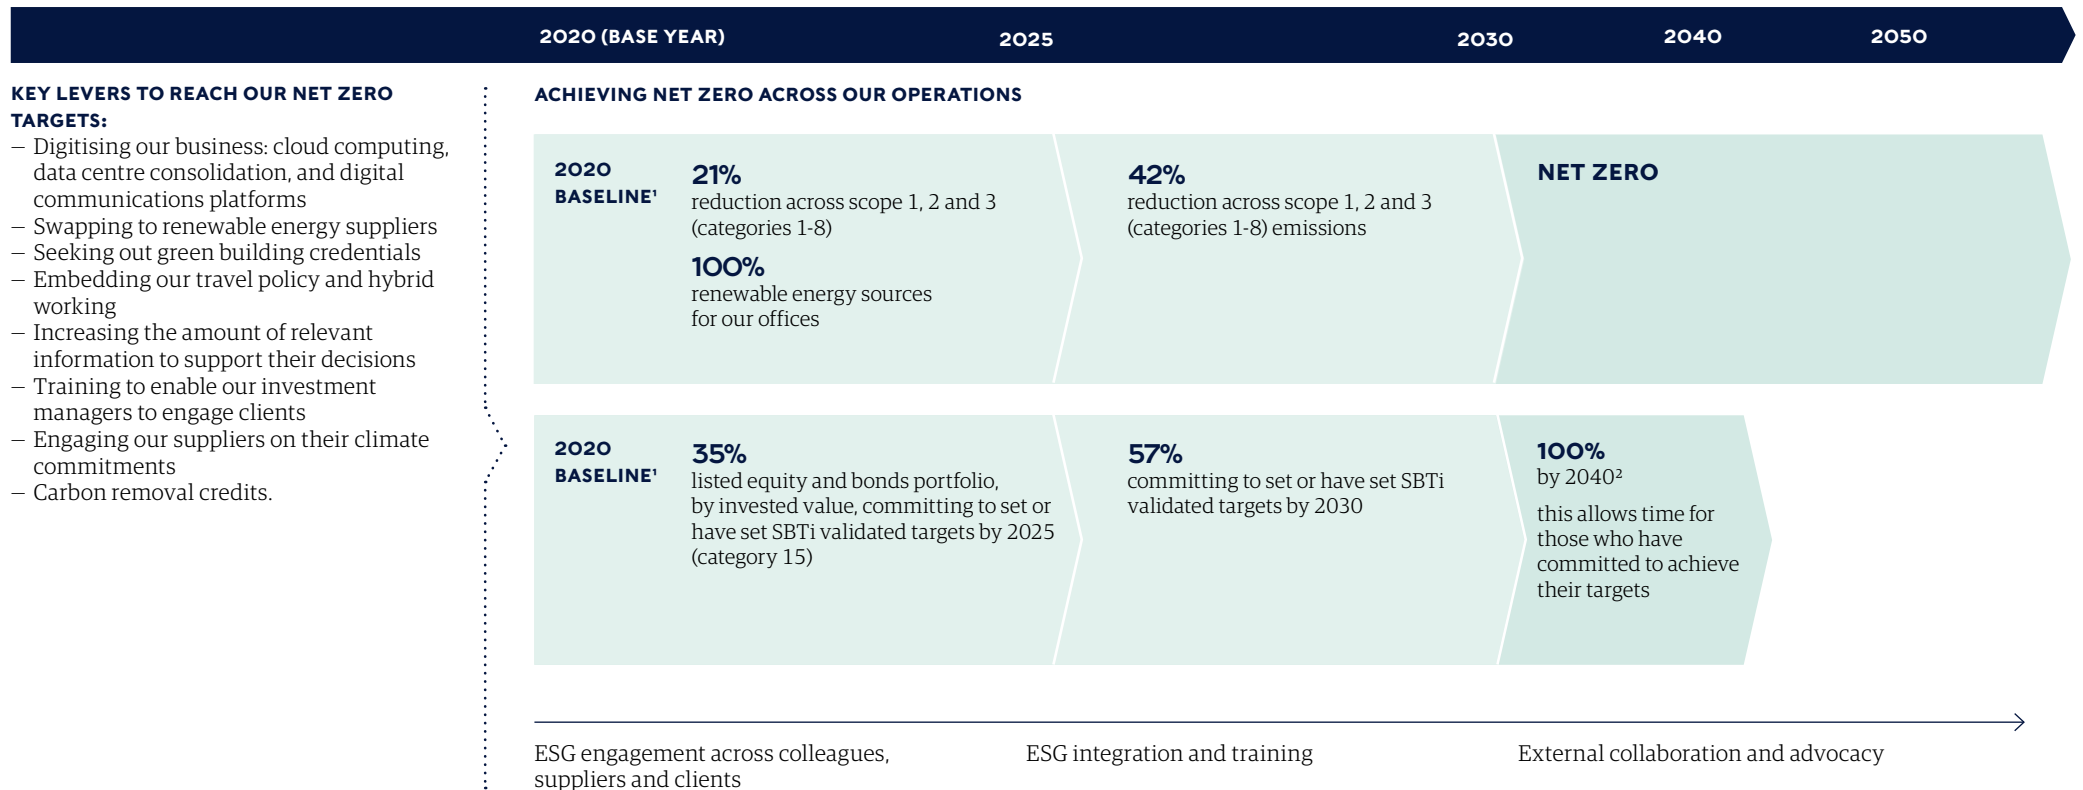 2020 (BASE YEAR) 2025 2030 2040 2050
KEY LEVERS TO REACH OUR NET ZERO
TARGETS:
– Digitising our business: cloud computing,
data centre consolidation, and digital
communications platforms
– Swapping to renewable energy suppliers
– Seeking out green building credentials
– Embedding our travel policy and hybrid
working
– Increasing the amount of relevant
information to support their decisions
– Training to enable our investment
managers to engage clients
– Engaging our suppliers on their climate
commitments
– Carbon removal credits.
ACHIEVING NET ZERO ACROSS OUR OPERATIONS
2020
BASELINE¹
21%
reduction across scope 1, 2 and 3
(categories 1-8)
100%
renewable energy sources
for our offices
42%
reduction across scope 1, 2 and 3
(categories 1-8) emissions
NET ZERO
2020
BASELINE¹
35%
listed equity and bonds portfolio,
by invested value, committing to set or
have set SBTi validated targets by 2025
(category 15)
57%
committing to set or have set SBTi
validated targets by 2030
100%
by 2040²
this allows time for
those who have
committed to achieve
their targets
ESG engagement across colleagues,
suppliers and clients
ESG integration and training
External collaboration and advocacy